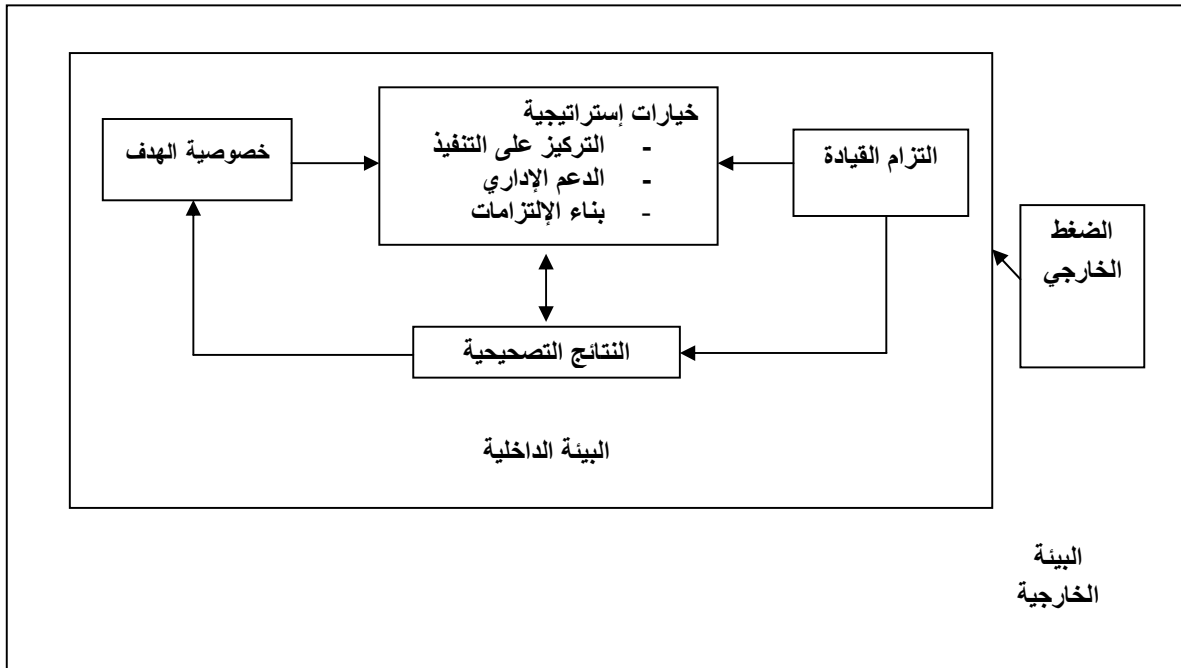 خيارات إستراتيجية
- التركيز على التنفيذ
- الدعم الإداري
- بناء الإلتزامات
التزام القيادة
خصوصية الهدف
الضغط
الخارجي
النتائج التصحيحية
البيئة الداخلية
البيئة
الخارجية